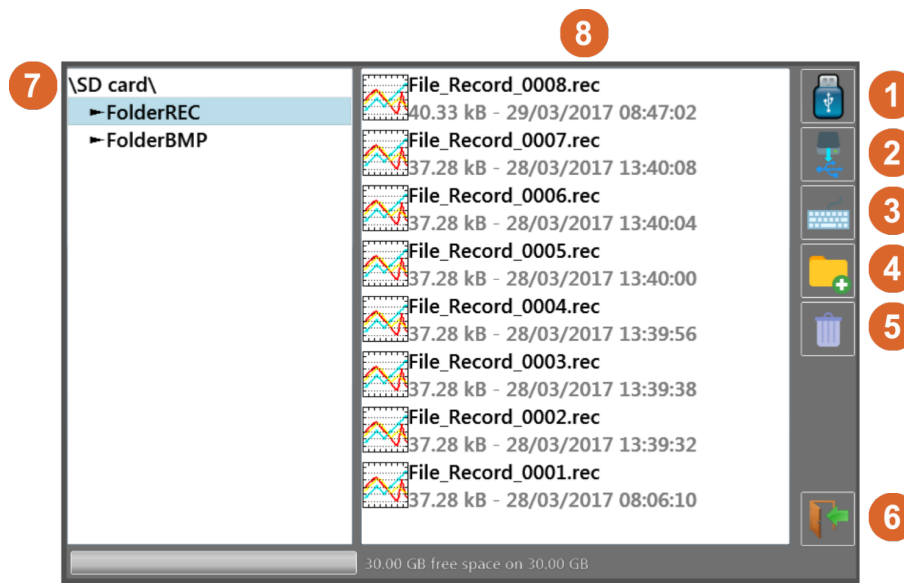 8
7
\SD card\
►FolderREC
►FolderBMP
File_Record_0008.rec
40.33 kB - 29/03/2017 08:47:02
File_Record_0007.rec
37.28 kB - 28/03/2017 13:40:08
File_Record_0006.rec
37.28 kB - 28/03/2017 13:40:04
File_Record_0005.rec
37.28 kB - 28/03/2017 13:40:00
File_Record_0004.rec
37.28 kB - 28/03/2017 13:39:56
File_Record_0003.rec
37.28 kB - 28/03/2017 13:39:38
File_Record_0002.rec
37.28 kB - 28/03/2017 13:39:32
File_Record_0001.rec
37.28 kB - 28/03/2017 08:06:10
1
2
3
4
5
6
30.00 GB free space on 30.00 GB